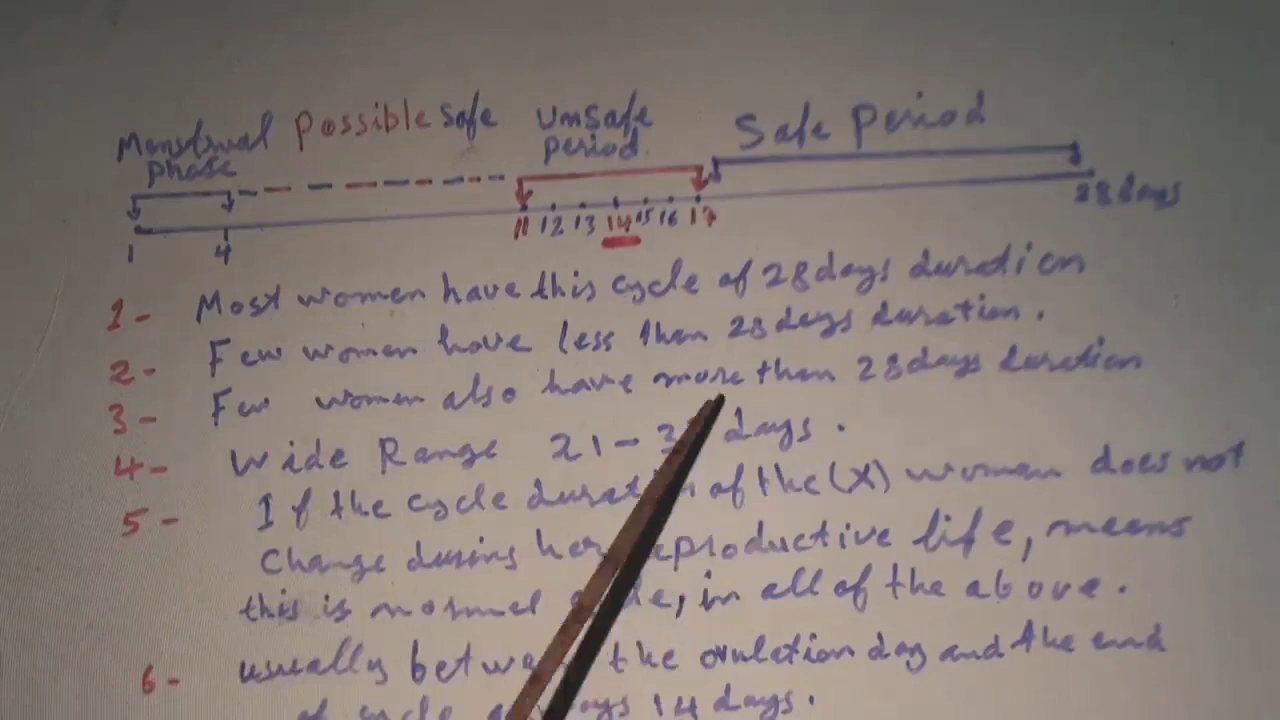 Menstrual Possible Safe Unsafe Safe Period
phase period
28 days
1 4 11 12 13 14 15 16 17
1- Most women have this cycle of 28 days duration
2- Few women have less than 28 days duration.
3- Few women also have more than 28 days duration
4- Wide Range 21 - days.
5- If the cycle of the (X) woman does not
Change during her reproductive life, means
this is normal in all of the above.
6- usually between the ovulation day and the end
of cycle 14 days.